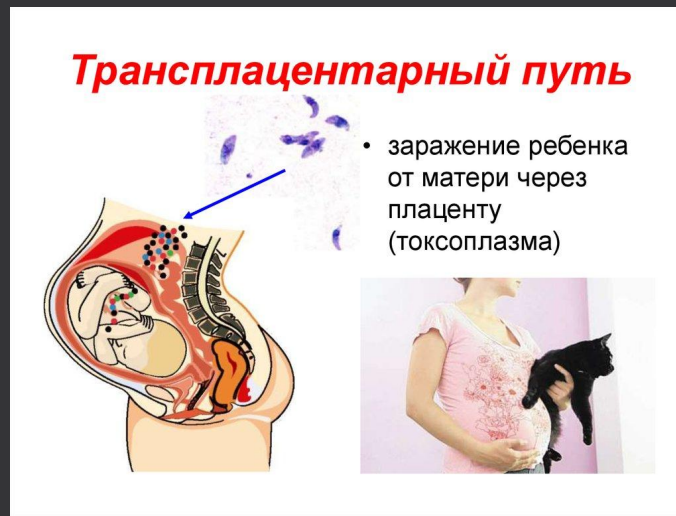 Трансплацентарный путь
• заражение ребенка
от матери через
плаценту
(токсоплазма)